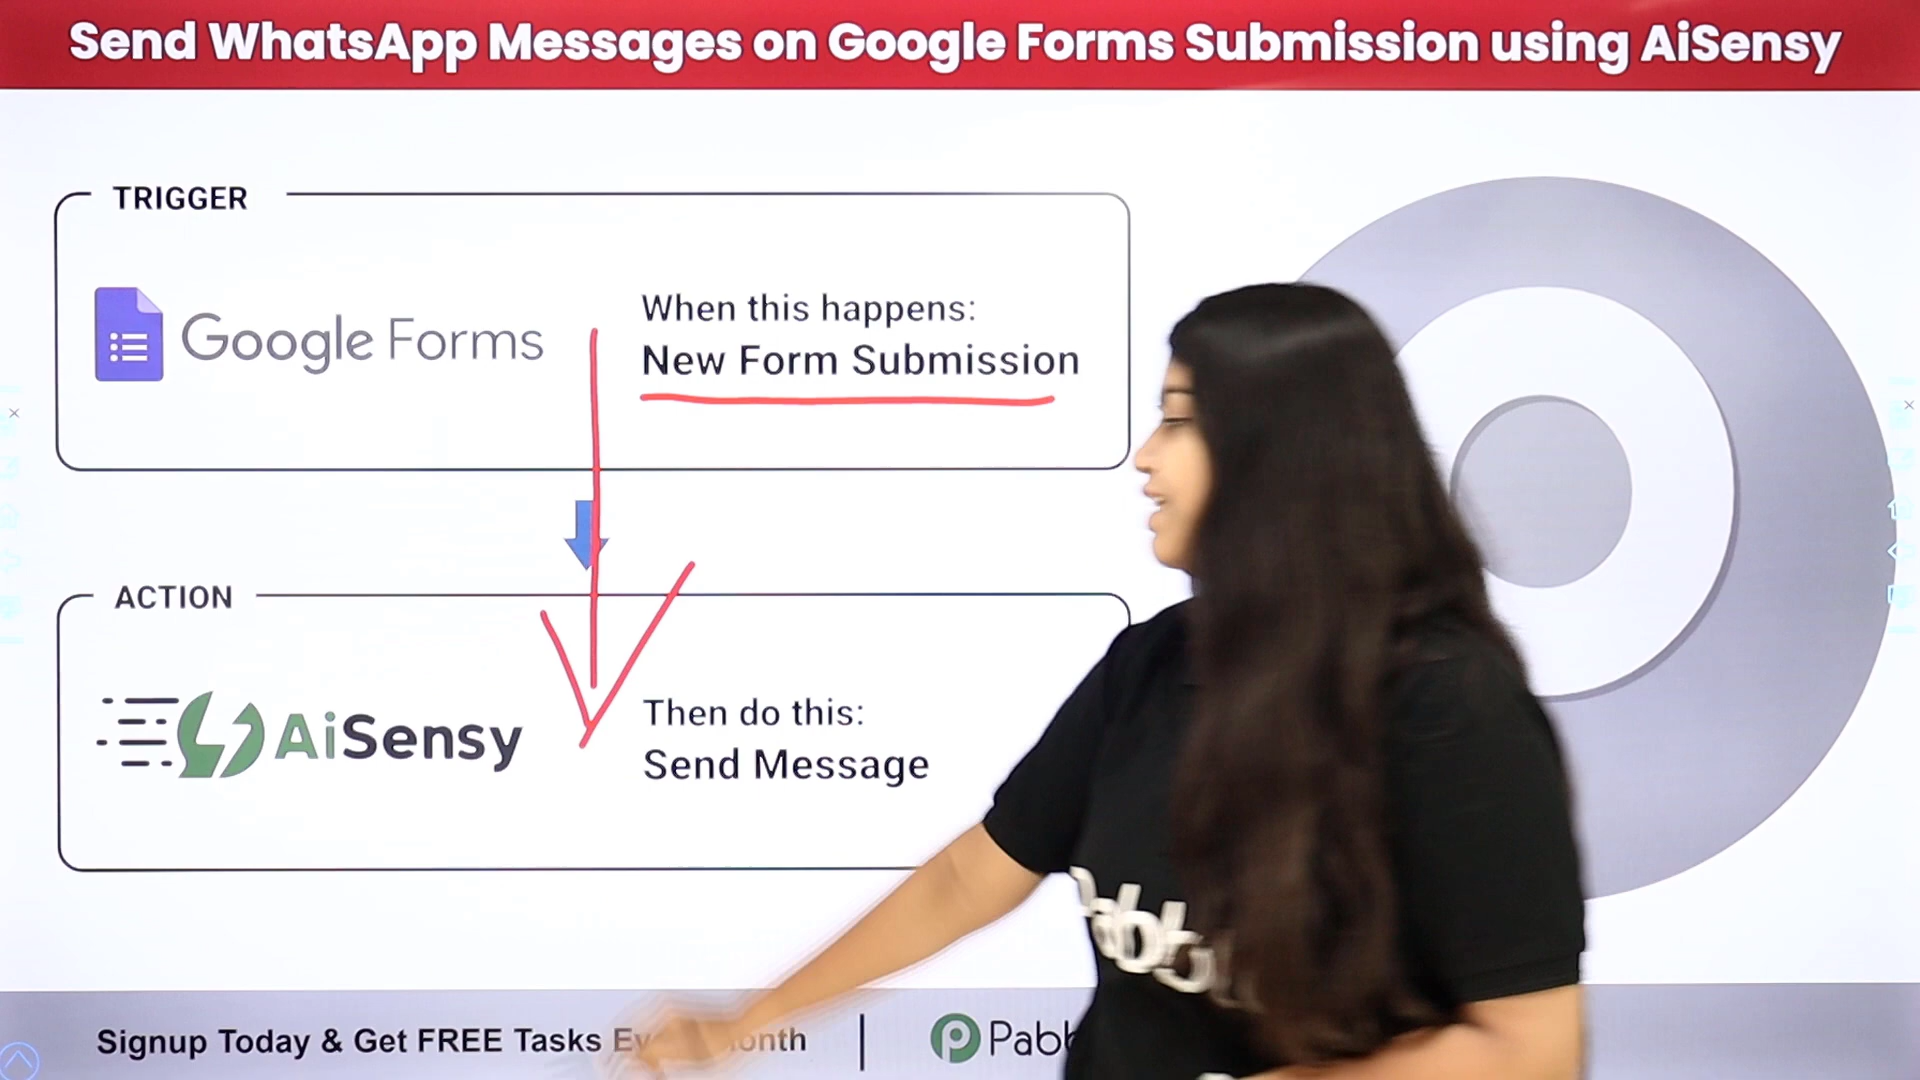 Send WhatsApp Messages on Google Forms Submission using AiSensy
TRIGGER
Google Forms
When this happens:
New Form Submission
ACTION
AiSensy
Then do this:
Send Message
Signup Today & Get FREE Tasks